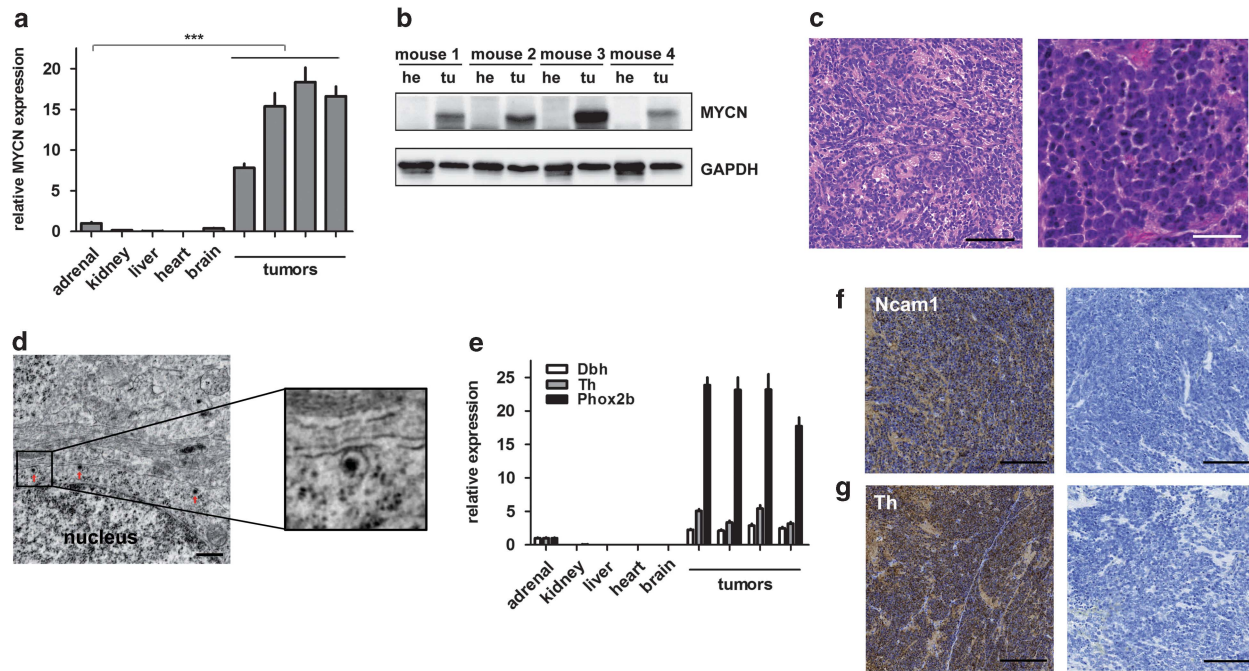 a
***
relative MYCN expression
20
15
10
5
0
adrenal
kidney
liver
heart
brain
tumors
b
mouse 1 mouse 2 mouse 3 mouse 4
he tu he tu he tu he tu
MYCN
GAPDH
c
d
nucleus
e
Dbh
Th
Phox2b
relative expression
25
20
15
10
5
0
adrenal
kidney
liver
heart
brain
tumors
f
Ncam1
g
Th